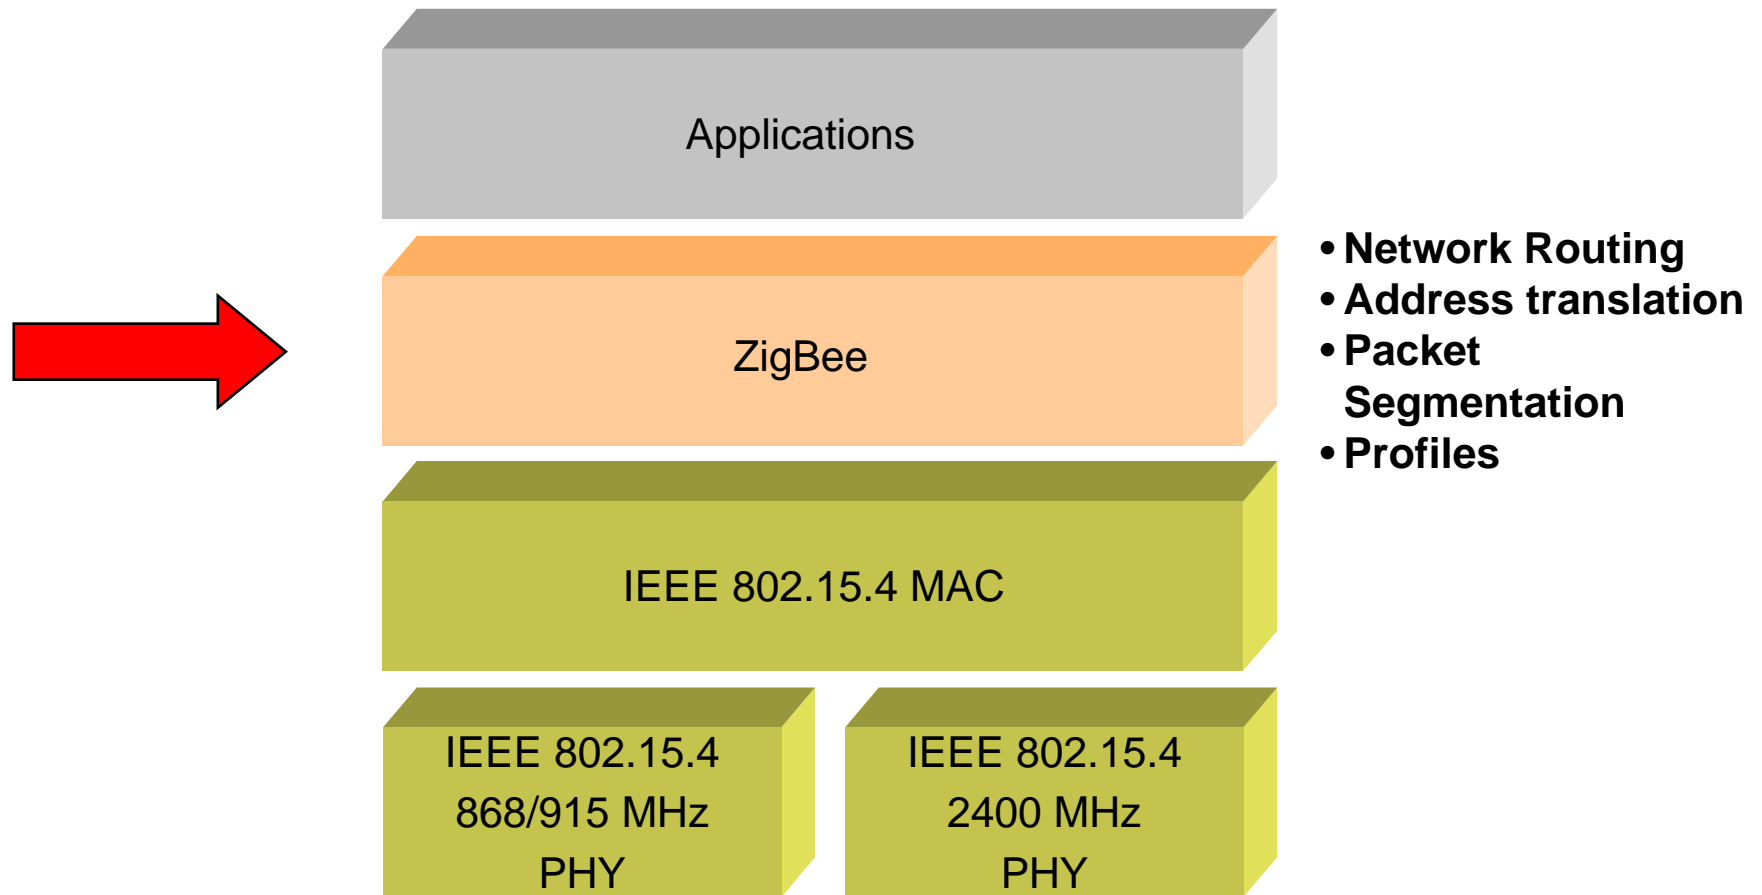 Applications
ZigBee
• Network Routing
• Address translation
• Packet
Segmentation
• Profiles
IEEE 802.15.4 MAC
IEEE 802.15.4
868/915 MHz
PHY
IEEE 802.15.4
2400 MHz
PHY